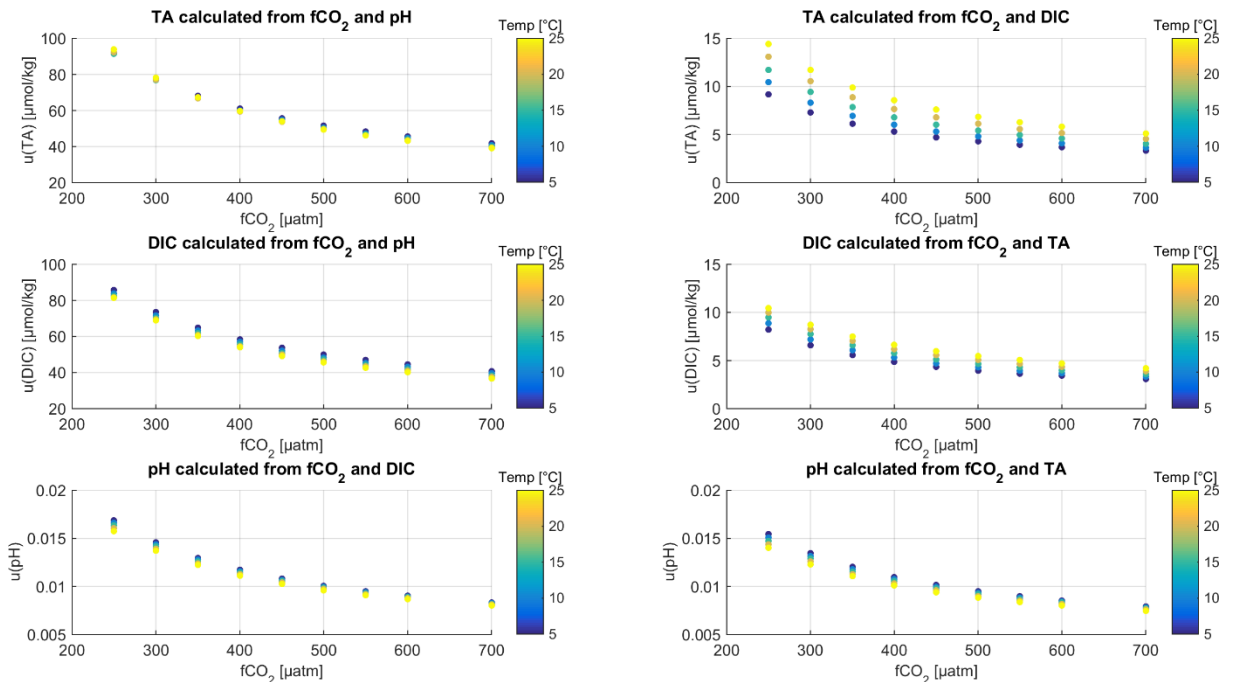 TA calculated from fCO2 and pH
Temp [°C]
100
80
60
40
20
u(TA) [µmol/kg]
200 300 400 500 600 700
fCO2 [µatm]
25
20
15
10
5
TA calculated from fCO2 and DIC
Temp [°C]
15
10
5
0
u(TA) [µmol/kg]
200 300 400 500 600 700
fCO2 [µatm]
25
20
15
10
5
DIC calculated from fCO2 and pH
Temp [°C]
100
80
60
40
20
u(DIC) [µmol/kg]
200 300 400 500 600 700
fCO2 [µatm]
25
20
15
10
5
DIC calculated from fCO2 and TA
Temp [°C]
15
10
5
0
u(DIC) [µmol/kg]
200 300 400 500 600 700
fCO2 [µatm]
25
20
15
10
5
pH calculated from fCO2 and DIC
Temp [°C]
0.02
0.015
0.01
0.005
u(pH)
200 300 400 500 600 700
fCO2 [µatm]
25
20
15
10
5
pH calculated from fCO2 and TA
Temp [°C]
0.02
0.015
0.01
0.005
u(pH)
200 300 400 500 600 700
fCO2 [µatm]
25
20
15
10
5